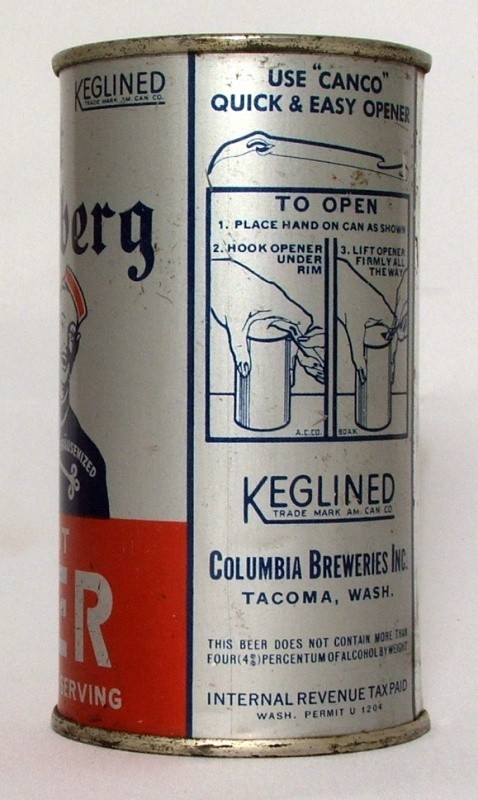 KEGLINED
TRADE MARK AM. CAN CO.
berg
T
ER
SERVING
USE "CANCO"
QUICK & EASY OPENER
TO OPEN
1. PLACE HAND ON CAN AS SHOWN
2. HOOK OPENER
UNDER
RIM
3. LIFT OPENER
FIRMLY ALL
THE WAY
A.C.CO. 80AK
KEGLINED
TRADE MARK AM. CAN CO
COLUMBIA BREWERIES INC.
TACOMA, WASH.
THIS BEER DOES NOT CONTAIN MORE THAN
FOUR (4%) PERCENTUM OF ALCOHOL BY WEIGHT
INTERNAL REVENUE TAX PAID
WASH. PERMIT U 1204